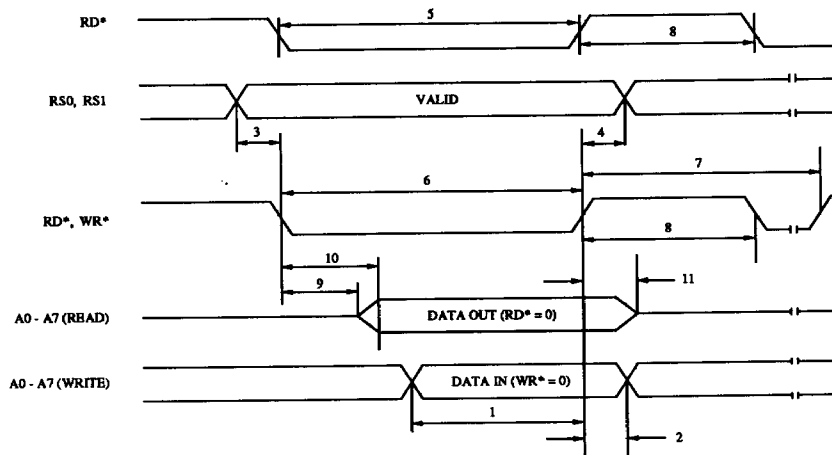 5
RD*
8
RS0, RS1
VALID
3
4
7
6
RD*, WR*
8
10
9
11
A0 - A7 (READ)
DATA OUT (RD* = 0)
A0 - A7 (WRITE)
DATA IN (WR* = 0)
1
2